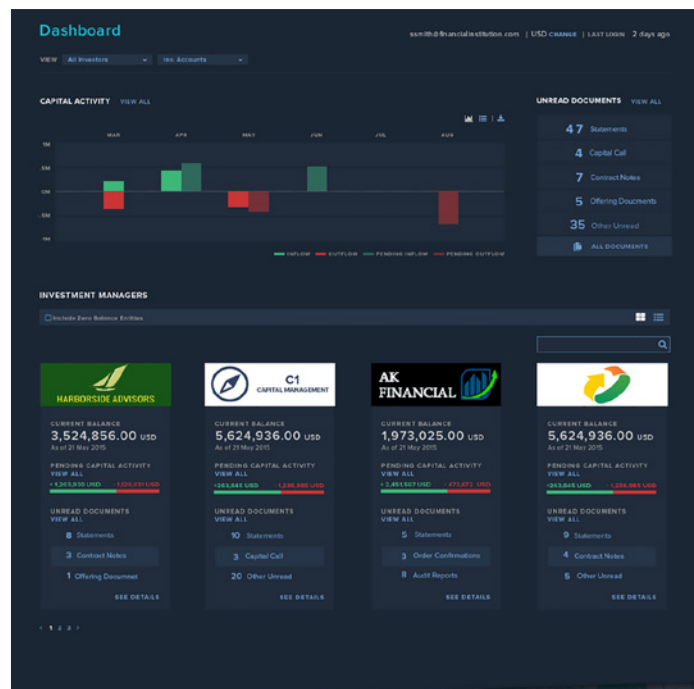 Dashboard
ssmith@financialinstitution.com | USD CHANGE | LAST LOGIN 2 days ago
VIEW All Investors Inv. Accounts
CAPITAL ACTIVITY VIEW ALL
UNREAD DOCUMENTS VIEW ALL
MAR APR MAY JUN JUL AUG
1M
.5M
0M
-.5M
-1M
INFLOW OUTFLOW PENDING INFLOW PENDING OUTFLOW
47 Statements
4 Capital Call
7 Contract Notes
5 Offering Doucments
35 Other Unread
ALL DOCUMENTS
INVESTMENT MANAGERS
Include Zero Balance Entities
HARBORSIDE ADVISORS
CURRENT BALANCE
3,524,856.00 USD
As of 21 May 2015
PENDING CAPITAL ACTIVITY
VIEW ALL
UNREAD DOCUMENTS
VIEW ALL
8 Statements
3 Contract Notes
1 Offering Documnet
SEE DETAILS
C1
CAPITAL MANAGEMENT
CURRENT BALANCE
5,624,936.00 USD
As of 21 May 2015
PENDING CAPITAL ACTIVITY
VIEW ALL
UNREAD DOCUMENTS
VIEW ALL
10 Statements
3 Capital Call
20 Other Unread
SEE DETAILS
AK
FINANCIAL
CURRENT BALANCE
1,973,025.00 USD
As of 21 May 2015
PENDING CAPITAL ACTIVITY
VIEW ALL
UNREAD DOCUMENTS
VIEW ALL
5 Statements
3 Order Confirmations
8 Audit Reports
SEE DETAILS
CURRENT BALANCE
5,624,936.00 USD
As of 21 May 2015
PENDING CAPITAL ACTIVITY
VIEW ALL
UNREAD DOCUMENTS
VIEW ALL
9 Statements
4 Contract Notes
5 Other Unread
SEE DETAILS
‹ 1 2 3 ›